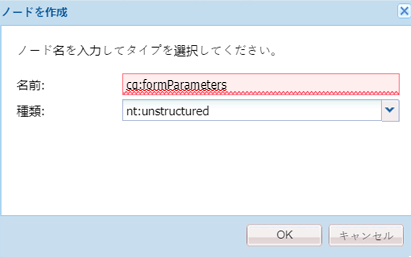 ノードを作成
ノード名を入力してタイプを選択してください。
名前: cq:formParameters
種類: nt:unstructured
OK キャンセル